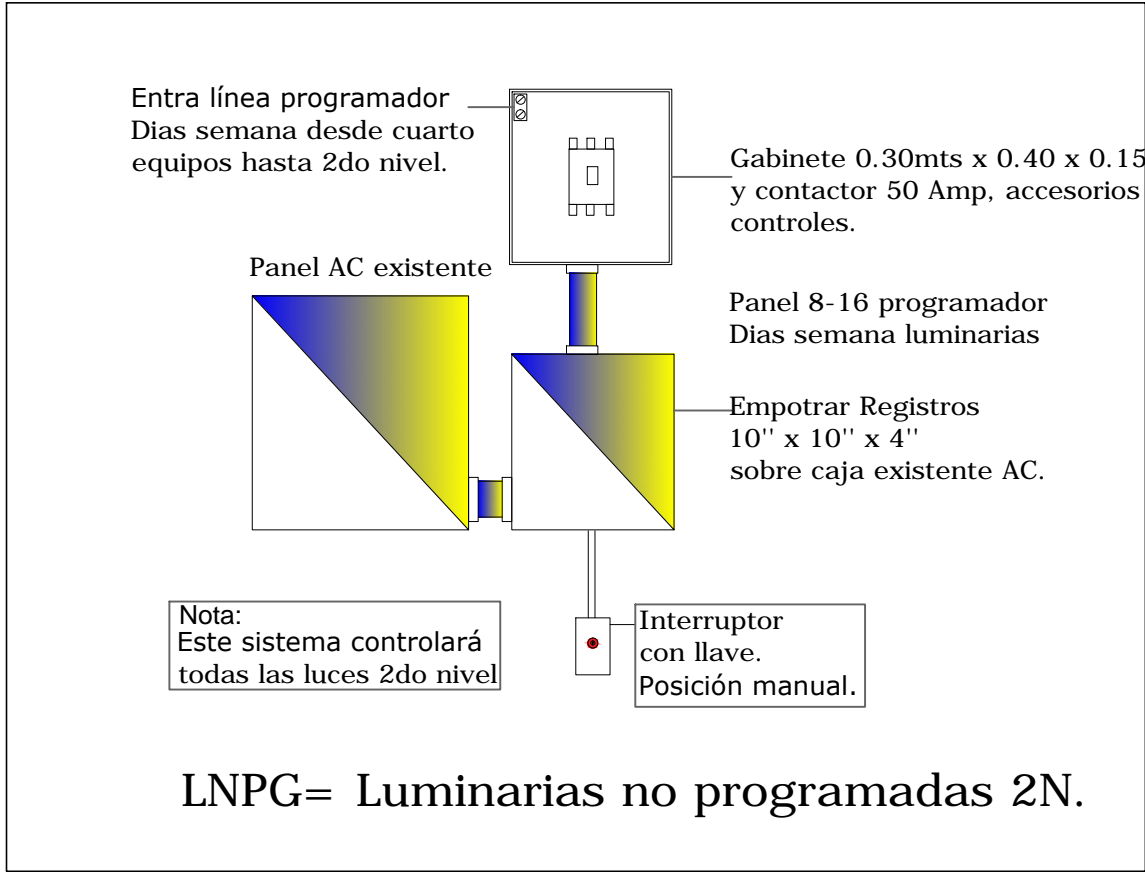 Entra línea programador
Dias semana desde cuarto
equipos hasta 2do nivel.
Gabinete 0.30mts x 0.40 x 0.15
y contactor 50 Amp, accesorios
controles.
Panel AC existente
Panel 8-16 programador
Dias semana luminarias
Empotrar Registros
10'' x 10'' x 4''
sobre caja existente AC.
Nota:
Este sistema controlará
todas las luces 2do nivel
Interruptor
con llave.
Posición manual.
LNPG= Luminarias no programadas 2N.